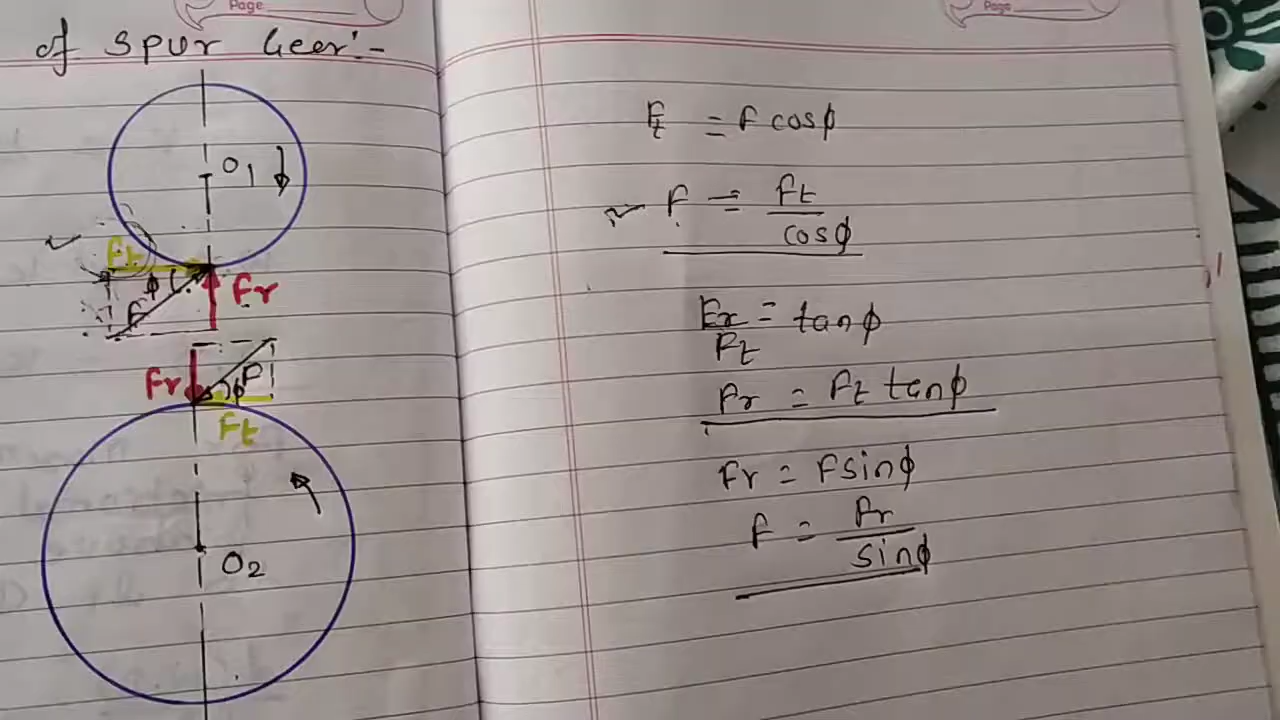 Page
Page
of spur Geer:-
O1
Ft
ϕ
F
Fr
Fr
F
ϕ
Ft
O2
Ft = F cosϕ
F = Ft / cosϕ
Fr / Ft = tanϕ
Fr = Ft tanϕ
Fr = F sinϕ
F = Fr / sinϕ